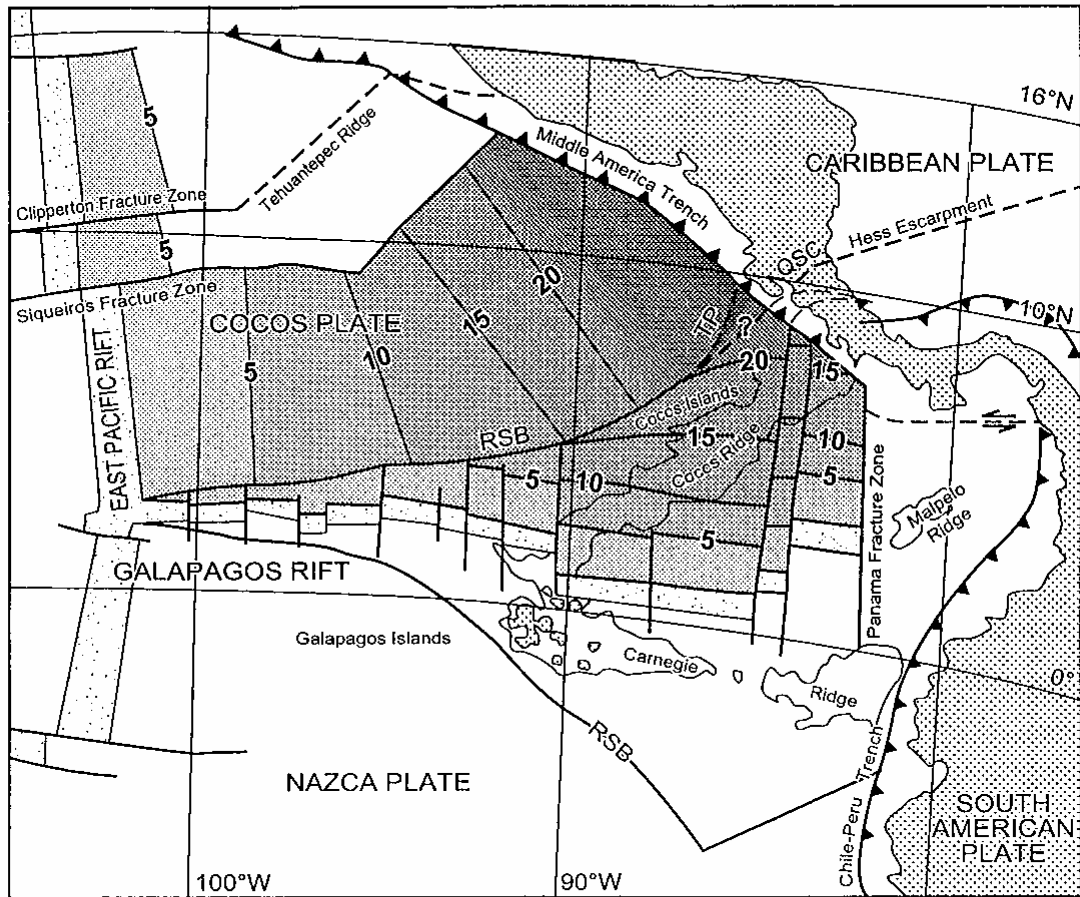 5
16°N
CARIBBEAN PLATE
Middle America Trench
Tehuantepec Ridge
Clipperton Fracture Zone
Hess Escarpment
5
QSC
20
Siqueiros Fracture Zone
10°N
COCOS PLATE
15
TP
?
EAST PACIFIC RIFT
5
10
20
15
Cocos Islands
RSB
15
10
Cocos Ridge
5
10
5
Panama Fracture Zone
Malpelo
Ridge
5
GALAPAGOS RIFT
Galapagos Islands
Carnegie
Ridge
0°
RSB
NAZCA PLATE
Chile-Peru Trench
SOUTH
AMERICAN
PLATE
100°W
90°W